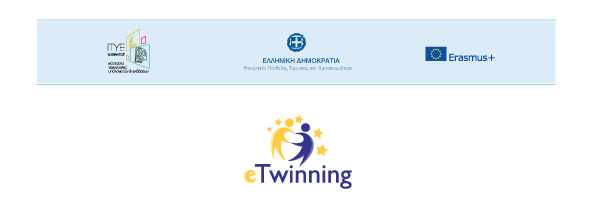 ΙΤΥΕ
ΕΛΛΗΝΙΚΗ ΔΗΜΟΚΡΑΤΙΑ
Υπουργείο Παιδείας, Έρευνας και Θρησκευμάτων
Erasmus+
eTwinning